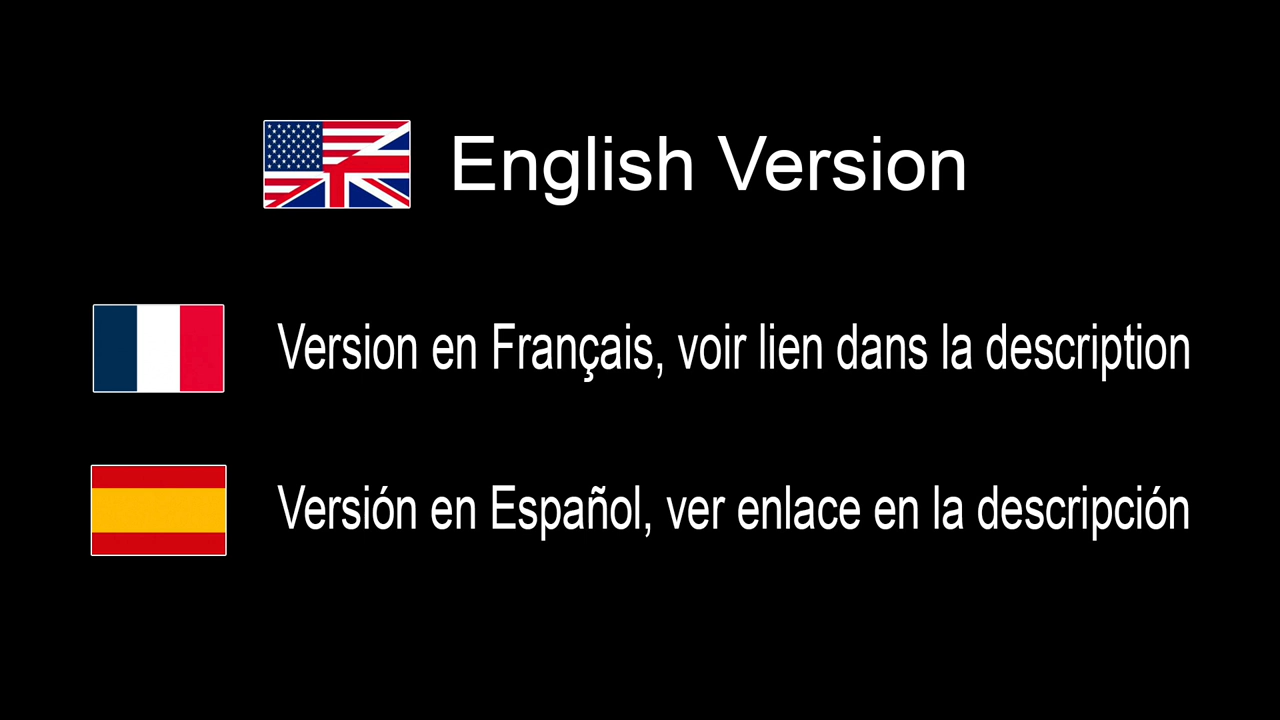 English Version
Version en Français, voir lien dans la description
Versión en Español, ver enlace en la descripción